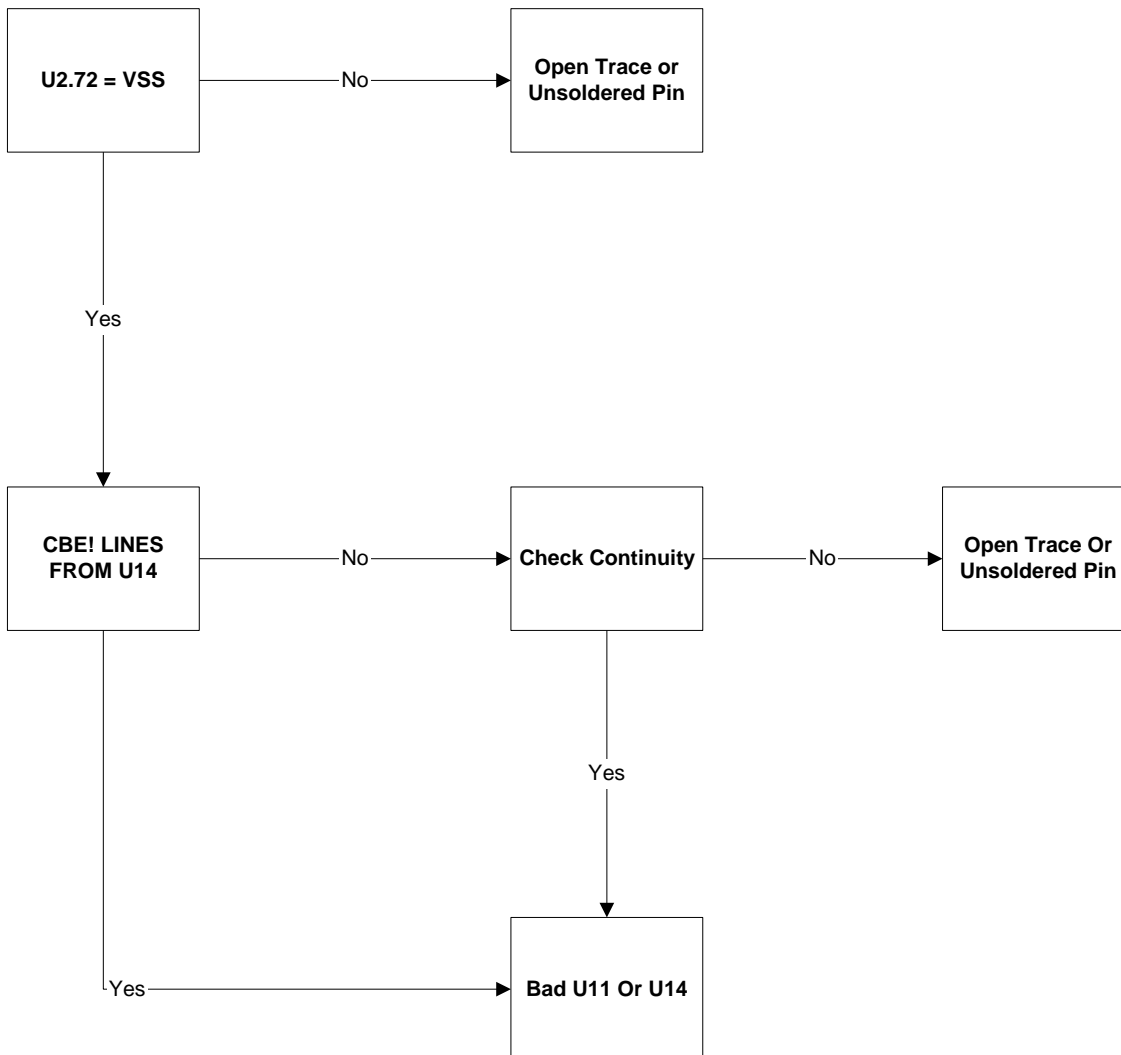 U2.72 = VSS
No
Open Trace or
Unsoldered Pin
Yes
CBE! LINES
FROM U14
No
Check Continuity
No
Open Trace Or
Unsoldered Pin
Yes
Yes
Bad U11 Or U14